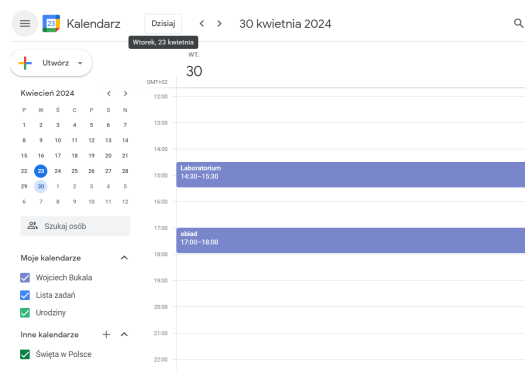 23
Kalendarz
Dzisiaj
30 kwietnia 2024
Wtorek, 23 kwietnia
Utwórz
WT.
30
GMT+02
Kwiecień 2024
P W Ś C P S N
1 2 3 4 5 6 7
8 9 10 11 12 13 14
15 16 17 18 19 20 21
22 23 24 25 26 27 28
29 30 1 2 3 4 5
6 7 8 9 10 11 12
Szukaj osób
Moje kalendarze
Wojciech Bukala
Lista zadań
Urodziny
Inne kalendarze
Święta w Polsce
12:00
13:00
14:00
Laboratorium
14:30–15:30
15:00
16:00
17:00
obiad
17:00–18:00
18:00
19:00
20:00
21:00
22:00